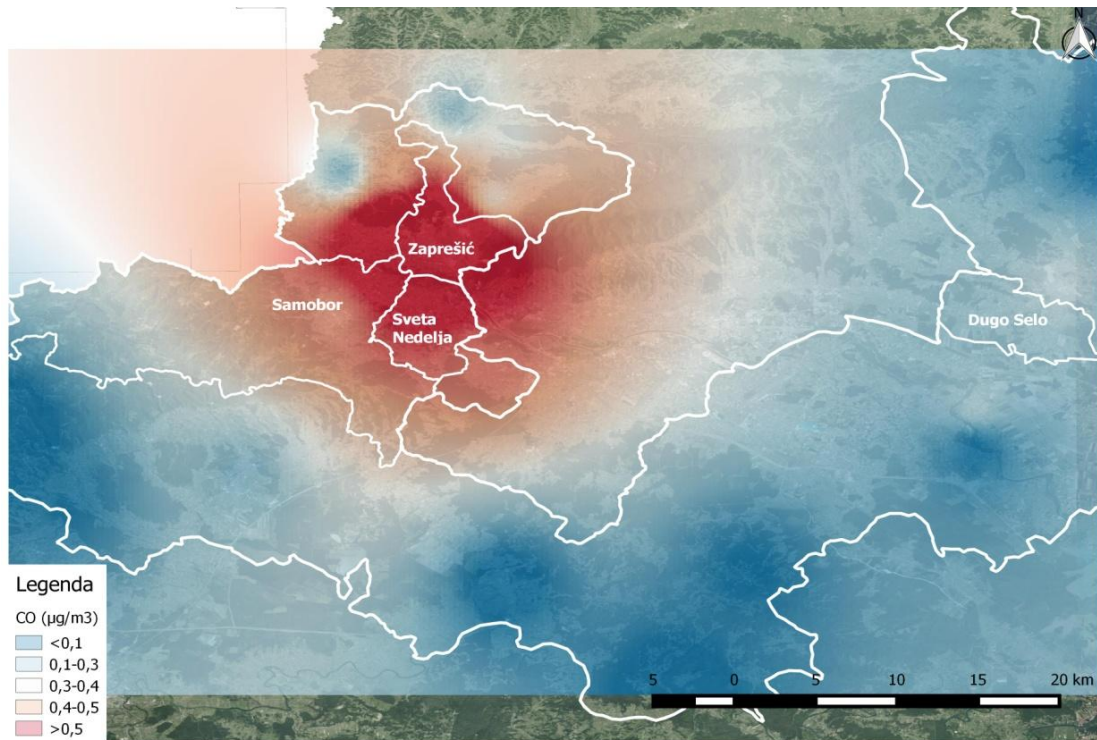 N
Zaprešić
Samobor
Sveta
Nedelja
Dugo Selo
Legenda
CO (µg/m3)
<0,1
0,1-0,3
0,3-0,4
0,4-0,5
>0,5
5 0 5 10 15 20 km